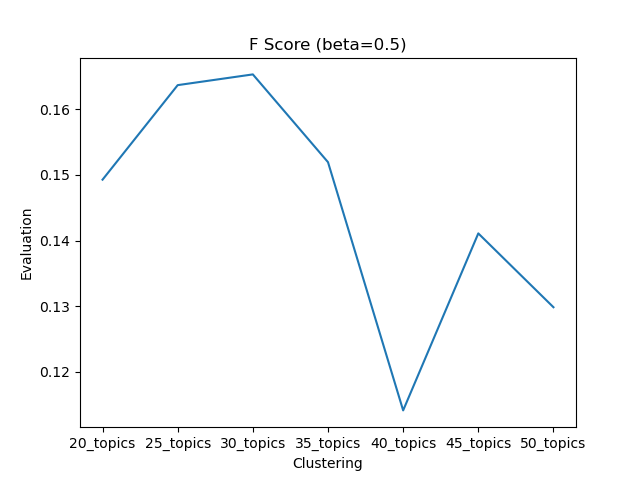 F Score (beta=0.5)
0.16
0.15
0.14
0.13
0.12
Evaluation
20_topics 25_topics 30_topics 35_topics 40_topics 45_topics 50_topics
Clustering